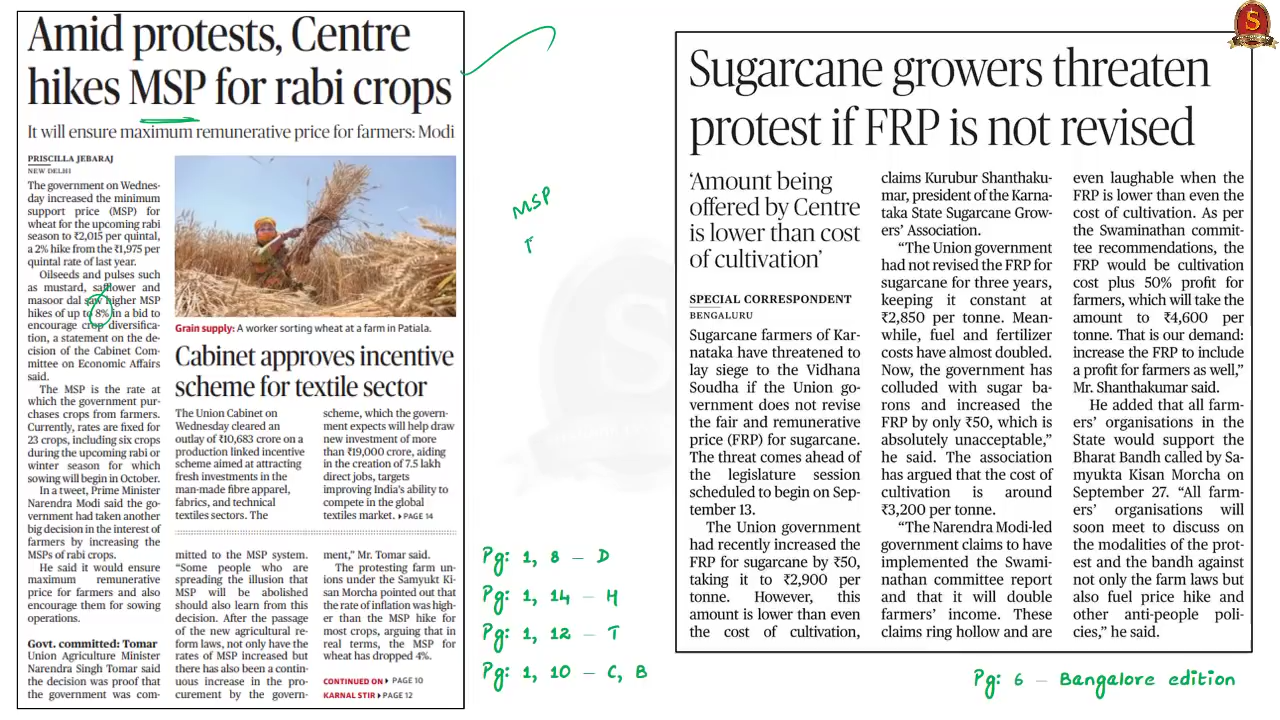 Amid protests, Centre
hikes MSP for rabi crops
It will ensure maximum remunerative price for farmers: Modi
PRISCILLA JEBARAJ
NEW DELHI
The government on Wednes-
day increased the minimum
support price (MSP) for
wheat for the upcoming rabi
season to ₹2,015 per quintal,
a 2% hike from the ₹1,975 per
quintal rate of last year.
Oilseeds and pulses such
as mustard, safflower and
masoor dal saw higher MSP
hikes of up to 8% in a bid to
encourage crop diversifica-
tion, a statement on the de-
cision of the Cabinet Com-
mittee on Economic Affairs
said.
The MSP is the rate at
which the government pur-
chases crops from farmers.
Currently, rates are fixed for
23 crops, including six crops
during the upcoming rabi or
winter season for which
sowing will begin in October.
In a tweet, Prime Minister
Narendra Modi said the go-
vernment had taken another
big decision in the interest of
farmers by increasing the
MSPs of rabi crops.
He said it would ensure
maximum remunerative
price for farmers and also
encourage them for sowing
operations.
Govt. committed: Tomar
Union Agriculture Minister
Narendra Singh Tomar said
the decision was proof that
the government was com-
Grain supply: A worker sorting wheat at a farm in Patiala.
Cabinet approves incentive
scheme for textile sector
The Union Cabinet on
Wednesday cleared an
outlay of ₹10,683 crore on a
production linked incentive
scheme aimed at attracting
fresh investments in the
man-made fibre apparel,
fabrics, and technical
textiles sectors. The
scheme, which the govern-
ment expects will help draw
new investment of more
than ₹19,000 crore, aiding
in the creation of 7.5 lakh
direct jobs, targets
improving India's ability to
compete in the global
textiles market. ▸ PAGE 14
mitted to the MSP system.
“Some people who are
spreading the illusion that
MSP will be abolished
should also learn from this
decision. After the passage
of the new agricultural re-
form laws, not only have the
rates of MSP increased but
there has also been a contin-
uous increase in the pro-
curement by the govern-
ment,” Mr. Tomar said.
The protesting farm un-
ions under the Samyukt Ki-
san Morcha pointed out that
the rate of inflation was high-
er than the MSP hike for
most crops, arguing that in
real terms, the MSP for
wheat has dropped 4%.
CONTINUED ON ▸ PAGE 10
KARNAL STIR ▸ PAGE 12
MSP
Pg: 1, 8 – D
Pg: 1, 14 – H
Pg: 1, 12 – T
Pg: 1, 10 – C, B
Sugarcane growers threaten
protest if FRP is not revised
‘Amount being
offered by Centre
is lower than cost
of cultivation’
SPECIAL CORRESPONDENT
BENGALURU
Sugarcane farmers of Kar-
nataka have threatened to
lay siege to the Vidhana
Soudha if the Union go-
vernment does not revise
the fair and remunerative
price (FRP) for sugarcane.
The threat comes ahead of
the legislature session
scheduled to begin on Sep-
tember 13.
The Union government
had recently increased the
FRP for sugarcane by ₹50,
taking it to ₹2,900 per
tonne. However, this
amount is lower than even
the cost of cultivation,
claims Kurubur Shanthaku-
mar, president of the Karna-
taka State Sugarcane Grow-
ers’ Association.
“The Union government
had not revised the FRP for
sugarcane for three years,
keeping it constant at
₹2,850 per tonne. Mean-
while, fuel and fertilizer
costs have almost doubled.
Now, the government has
colluded with sugar ba-
rons and increased the
FRP by only ₹50, which is
absolutely unacceptable,”
he said. The association
has argued that the cost of
cultivation is around
₹3,200 per tonne.
“The Narendra Modi-led
government claims to have
implemented the Swami-
nathan committee report
and that it will double
farmers’ income. These
claims ring hollow and are
even laughable when the
FRP is lower than even the
cost of cultivation. As per
the Swaminathan commit-
tee recommendations, the
FRP would be cultivation
cost plus 50% profit for
farmers, which will take the
amount to ₹4,600 per
tonne. That is our demand:
increase the FRP to include
a profit for farmers as well,”
Mr. Shanthakumar said.
He added that all farm-
ers’ organisations in the
State would support the
Bharat Bandh called by Sa-
myukta Kisan Morcha on
September 27. “All farm-
ers’ organisations will
soon meet to discuss on
the modalities of the prot-
est and the bandh against
not only the farm laws but
also fuel price hike and
other anti-people poli-
cies,” he said.
Pg: 6 – Bangalore edition
S